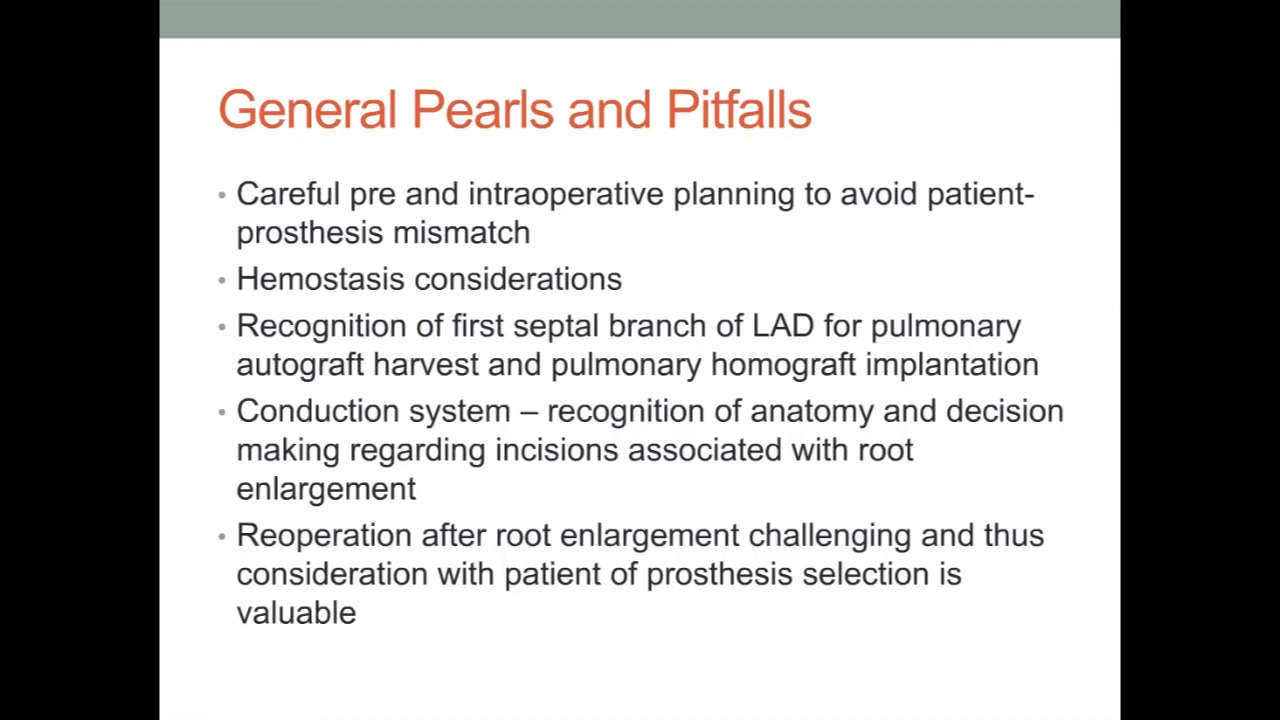 General Pearls and Pitfalls
• Careful pre and intraoperative planning to avoid patient-
prosthesis mismatch
• Hemostasis considerations
• Recognition of first septal branch of LAD for pulmonary
autograft harvest and pulmonary homograft implantation
• Conduction system – recognition of anatomy and decision
making regarding incisions associated with root
enlargement
• Reoperation after root enlargement challenging and thus
consideration with patient of prosthesis selection is
valuable